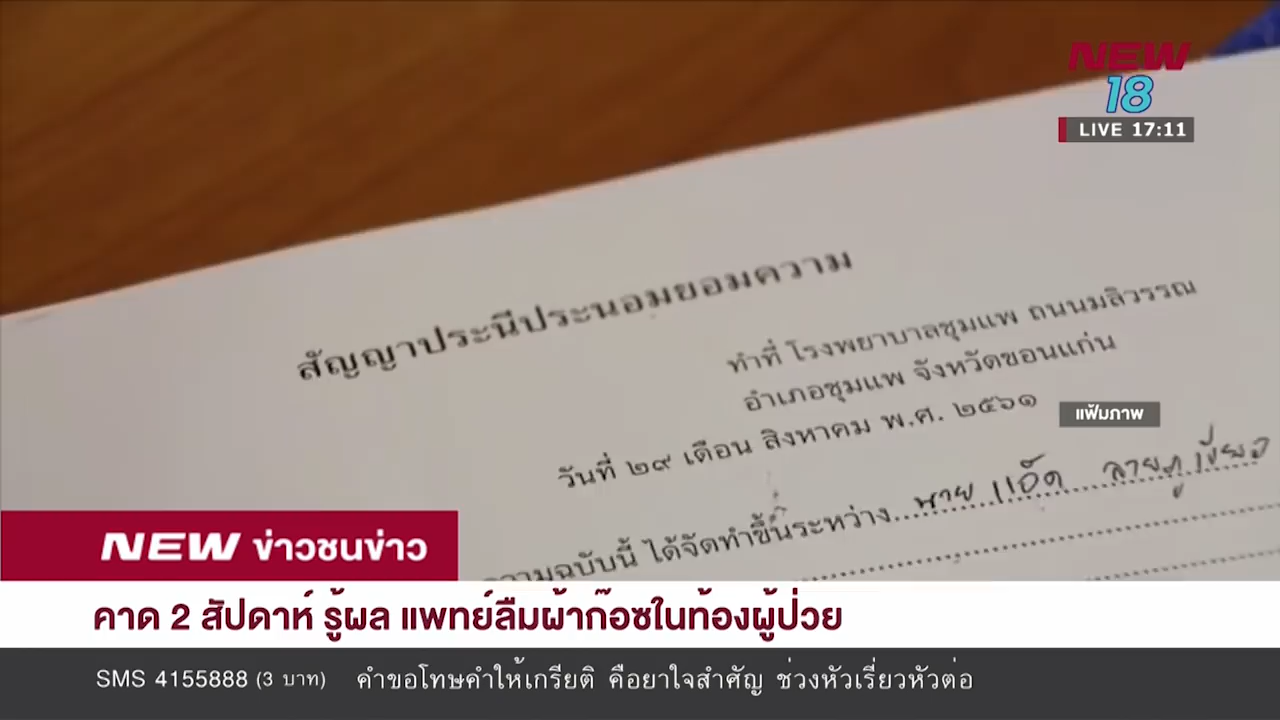 NEW
18
LIVE 17:11
สัญญาประนีประนอมยอมความ
ทำที่ โรงพยาบาลชุมแพ ถนนมลิวรรณ
อำเภอชุมแพ จังหวัดขอนแก่น
แฟ้มภาพ
วันที่ ๒๙ เดือน สิงหาคม พ.ศ. ๒๕๖๑
ความฉบับนี้ ได้จัดทำขึ้นระหว่าง นาย แอ๊ด
NEW ข่าวชนข่าว
คาด 2 สัปดาห์ รู้ผล แพทย์ลืมผ้าก๊อซในท้องผู้ป่วย
SMS 4155888 (3 บาท) คำขอโทษคำให้เกรียติ คือยาใจสำคัญ ช่วงหัวเรี่ยวหัวต่อ